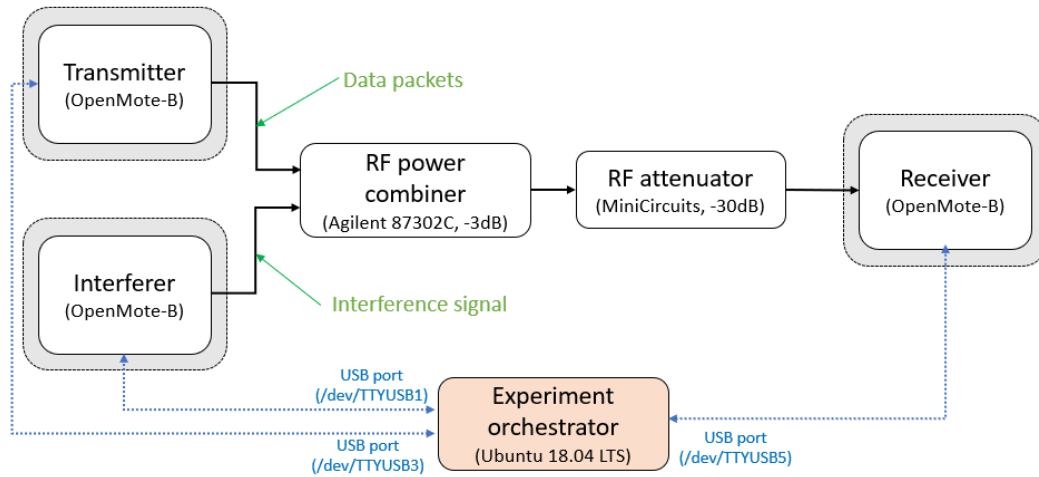 Transmitter
(OpenMote-B)
Data packets
RF power
combiner
(Agilent 87302C, -3dB)
RF attenuator
(MiniCircuits, -30dB)
Receiver
(OpenMote-B)
Interferer
(OpenMote-B)
Interference signal
USB port
(/dev/TTYUSB1)
Experiment
orchestrator
(Ubuntu 18.04 LTS)
USB port
(/dev/TTYUSB3)
USB port
(/dev/TTYUSB5)